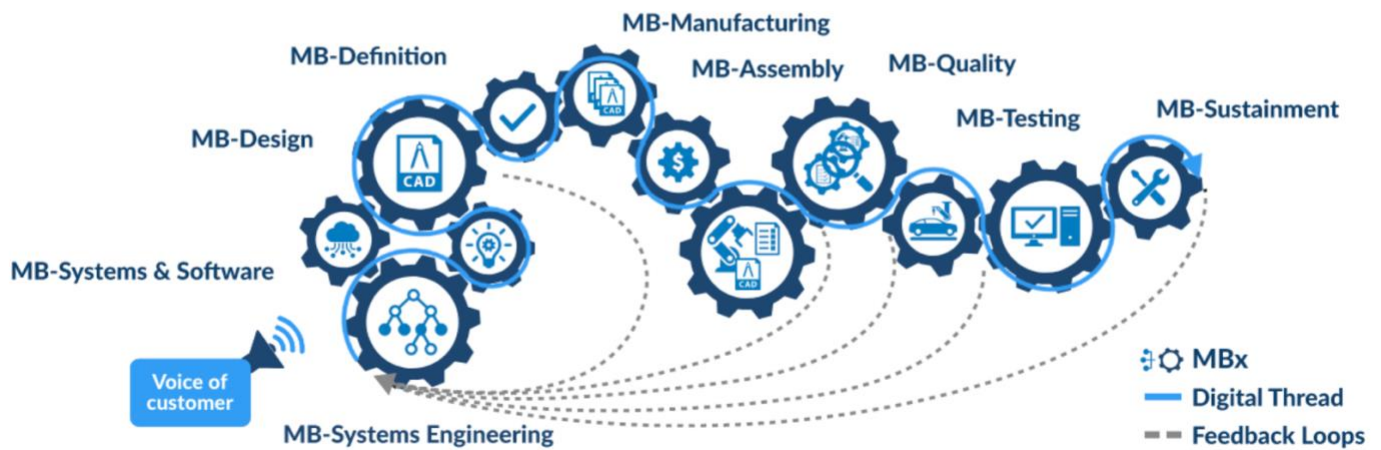 MB-Manufacturing
MB-Definition
MB-Assembly
MB-Quality
MB-Sustainment
MB-Testing
MB-Design
CAD
CAD
$
MB-Systems & Software
CAD
Voice of
customer
MB-Systems Engineering
MBx
Digital Thread
Feedback Loops